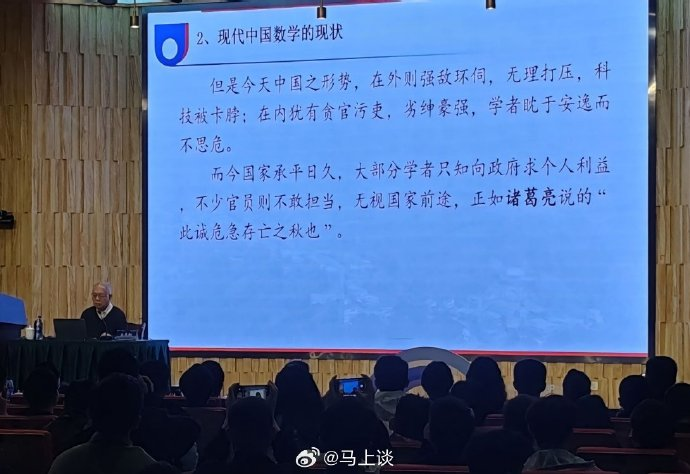 2、现代中国数学的现状
但是今天中国之形势，在外则强敌环伺，无理打压，科
技被卡脖；在内犹有贪官污吏，劣绅豪强，学者眈于安逸而
不思危。
而今国家承平日久，大部分学者只知向政府求个人利益
，不少官员则不敢担当，无视国家前途，正如诸葛亮说的“
此诚危急存亡之秋也”。
@马上谈